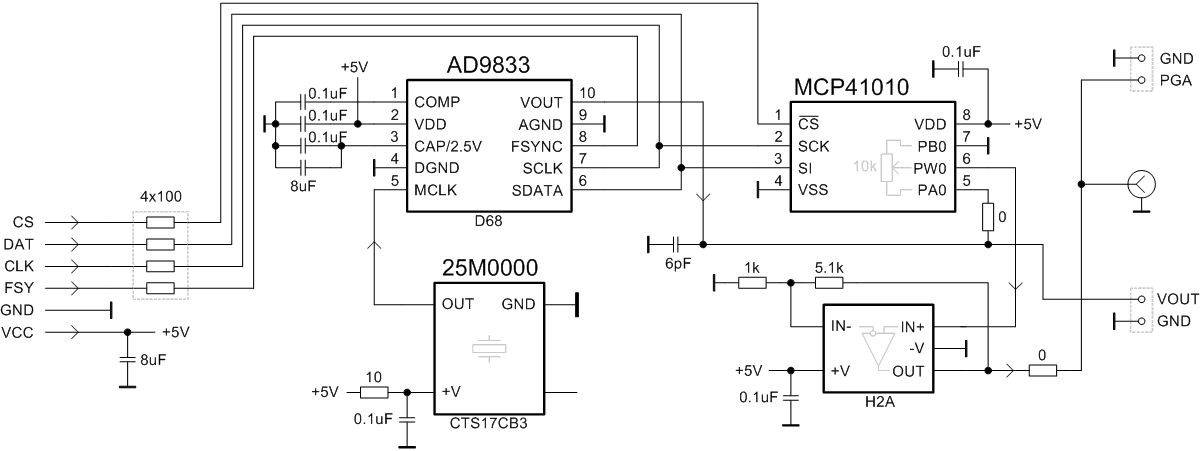 AD9833
+5V
0.1uF
0.1uF
0.1uF
8uF
1 COMP
2 VDD
3 CAP/2.5V
4 DGND
5 MCLK
VOUT 10
AGND 9
FSYNC 8
SCLK 7
SDATA 6
D68
MCP41010
0.1uF
1 CS
2 SCK
3 SI
4 VSS
10k
VDD 8
PB0 7
PW0 6
PA0 5
+5V
0
GND
PGA
4x100
CS
DAT
CLK
FSY
GND
VCC
+5V
8uF
6pF
25M0000
OUT GND
+V
+5V
10
0.1uF
CTS17CB3
1k
5.1k
IN- IN+
-V
+V OUT
+5V
0.1uF
H2A
0
VOUT
GND